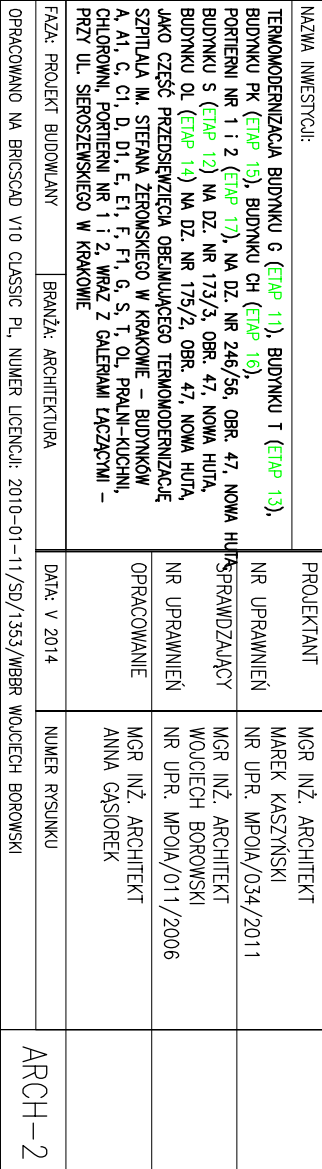 NAZWA INWESTYCJI:
TERMOMODERNIZACJA BUDYNKU G (ETAP 11), BUDYNKU T (ETAP 13),
BUDYNKU PK (ETAP 15), BUDYNKU CH (ETAP 16),
PORTIERNI NR 1 i 2 (ETAP 17), NA DZ. NR 246/56, OBR. 47, NOWA HUTA,
BUDYNKU S (ETAP 12) NA DZ. NR 173/3, OBR. 47, NOWA HUTA,
BUDYNKU OL (ETAP 14) NA DZ. NR 175/2, OBR. 47, NOWA HUTA,
JAKO CZĘŚĆ PRZEDSIĘWZIĘCIA OBEJMUJĄCEGO TERMOMODERNIZACJĘ
SZPITALA IM. STEFANA ŻEROMSKIEGO W KRAKOWIE – BUDYNKÓW
A, A1, C, C1, D, D1, E, E1, F, F1, G, S, T, OL, PRALNI-KUCHNI,
CHLOROWNI, PORTIERNI NR 1 i 2, WRAZ Z GALERIAMI ŁĄCZĄCYMI –
PRZY UL. SIEROSZEWSKIEGO W KRAKOWIE
PROJEKTANT MGR INŻ. ARCHITEKT
MAREK KASZYŃSKI
NR UPRAWNIEŃ NR UPR. MPOIA/034/2011
SPRAWDZAJĄCY MGR INŻ. ARCHITEKT
WOJCIECH BOROWSKI
NR UPRAWNIEŃ NR UPR. MPOIA/011/2006
OPRACOWANIE MGR INŻ. ARCHITEKT
ANNA GĄSIOREK
FAZA: PROJEKT BUDOWLANY BRANŻA: ARCHITEKTURA DATA: V 2014 NUMER RYSUNKU
ARCH-2
OPRACOWANO NA BRICSCAD V10 CLASSIC PL, NUMER LICENCJI: 2010-01-11/SD/1353/WBBR WOJCIECH BOROWSKI